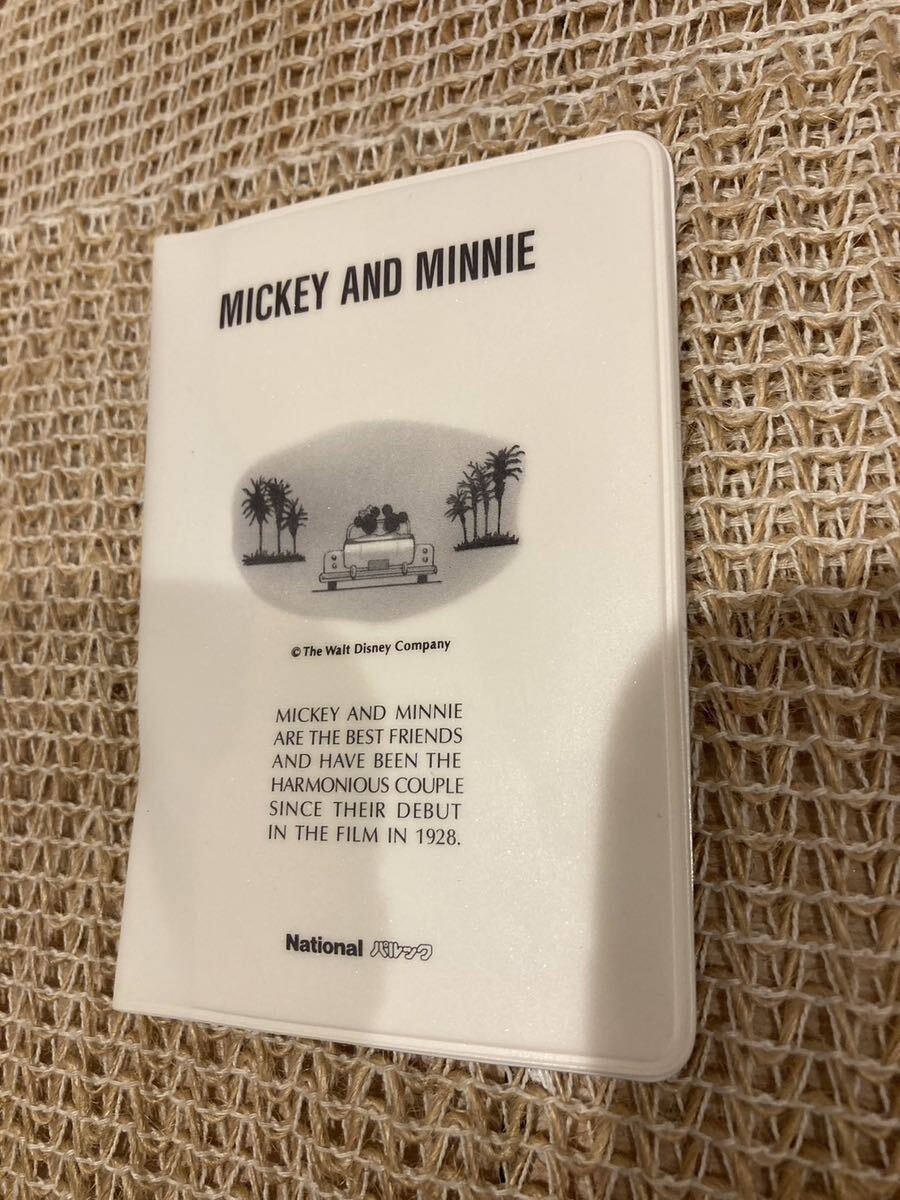 MICKEY AND MINNIE
© The Walt Disney Company
MICKEY AND MINNIE
ARE THE BEST FRIENDS
AND HAVE BEEN THE
HARMONIOUS COUPLE
SINCE THEIR DEBUT
IN THE FILM IN 1928.
National パルック